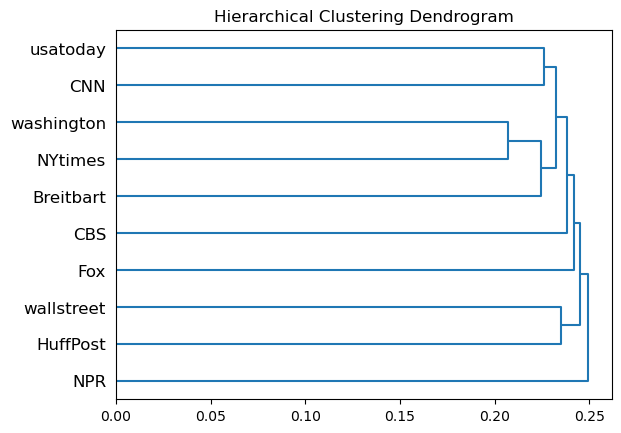 Hierarchical Clustering Dendrogram
usatoday
CNN
washington
NYtimes
Breitbart
CBS
Fox
wallstreet
HuffPost
NPR
0.00 0.05 0.10 0.15 0.20 0.25